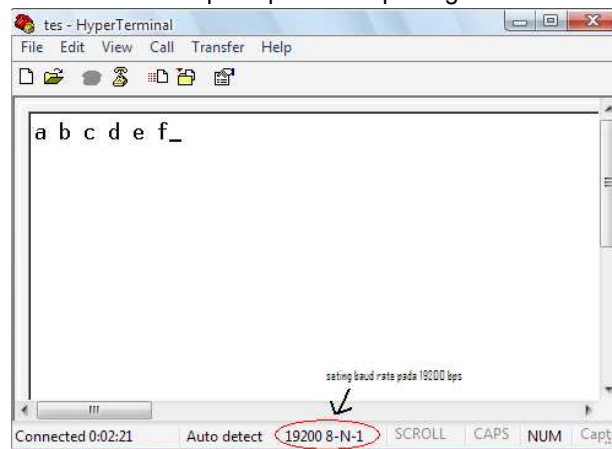 tes - HyperTerminal
File Edit View Call Transfer Help
a b c d e f_
seting baud rate pada 19200 bps
Connected 0:02:21 Auto detect 19200 8-N-1 SCROLL CAPS NUM Capt